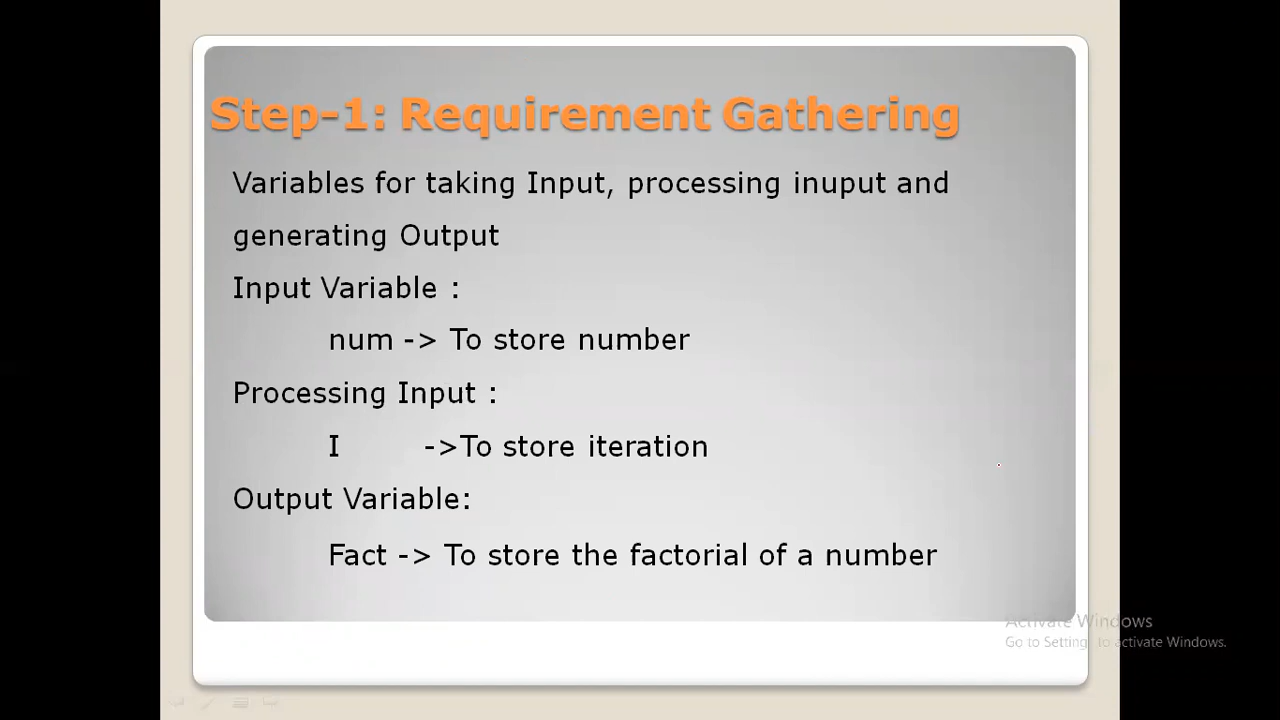 Step-1: Requirement Gathering
Variables for taking Input, processing inuput and
generating Output
Input Variable :
num -> To store number
Processing Input :
I ->To store iteration
Output Variable:
Fact -> To store the factorial of a number
Activate Windows
Go to Settings to activate Windows.